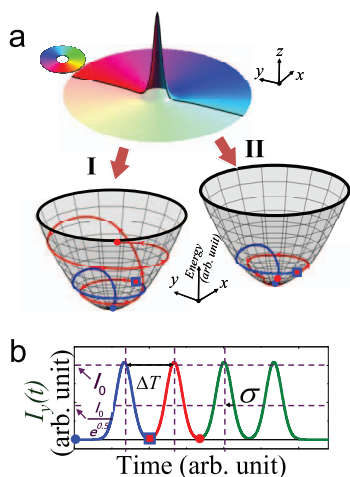 a
z
y
x
I
II
Energy
(arb. unit)
y
x
b
I_y(t)
(arb. unit)
I_0
I_0
e^{0.5}
ΔT
σ
Time (arb. unit)